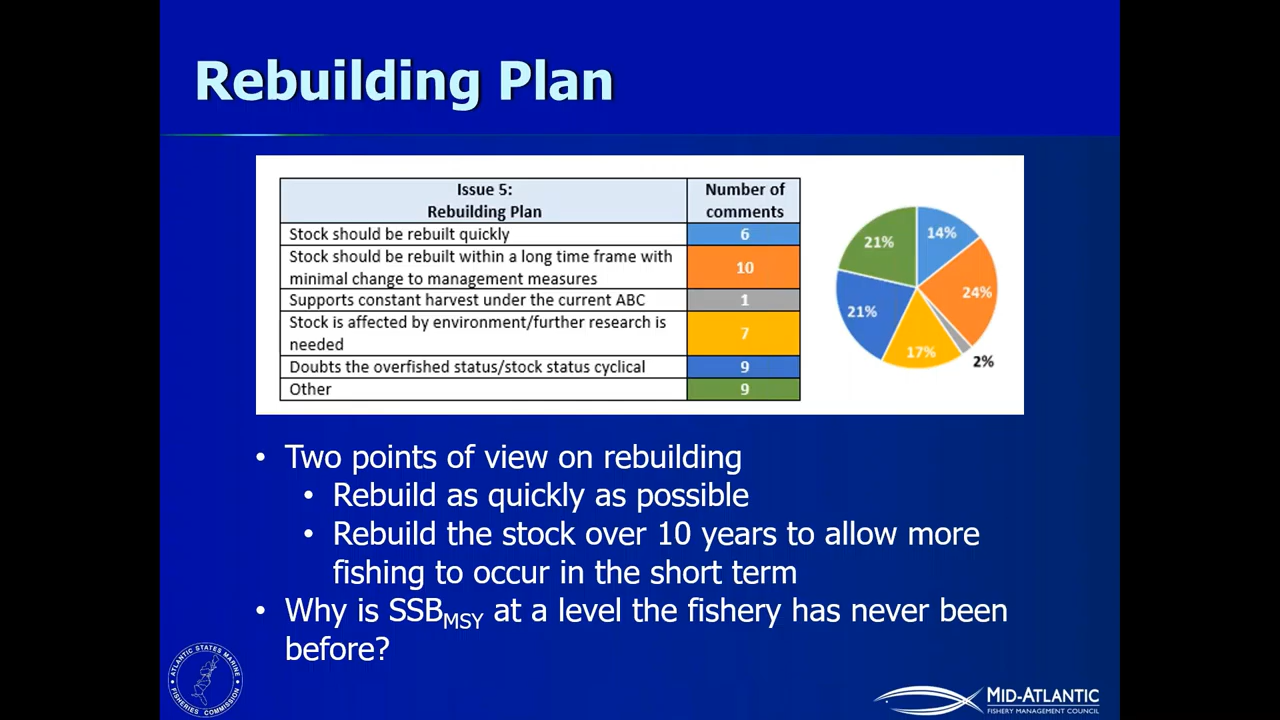 Rebuilding Plan
Issue 5:
Rebuilding Plan
Number of
comments
Stock should be rebuilt quickly
6
Stock should be rebuilt within a long time frame with
minimal change to management measures
10
Supports constant harvest under the current ABC
1
Stock is affected by environment/further research is
needed
7
Doubts the overfished status/stock status cyclical
9
Other
9
14%
24%
2%
17%
21%
21%
• Two points of view on rebuilding
• Rebuild as quickly as possible
• Rebuild the stock over 10 years to allow more
fishing to occur in the short term
• Why is SSBMSY at a level the fishery has never been
before?
ATLANTIC STATES MARINE
FISHERIES COMMISSION
MID-ATLANTIC
FISHERY MANAGEMENT COUNCIL